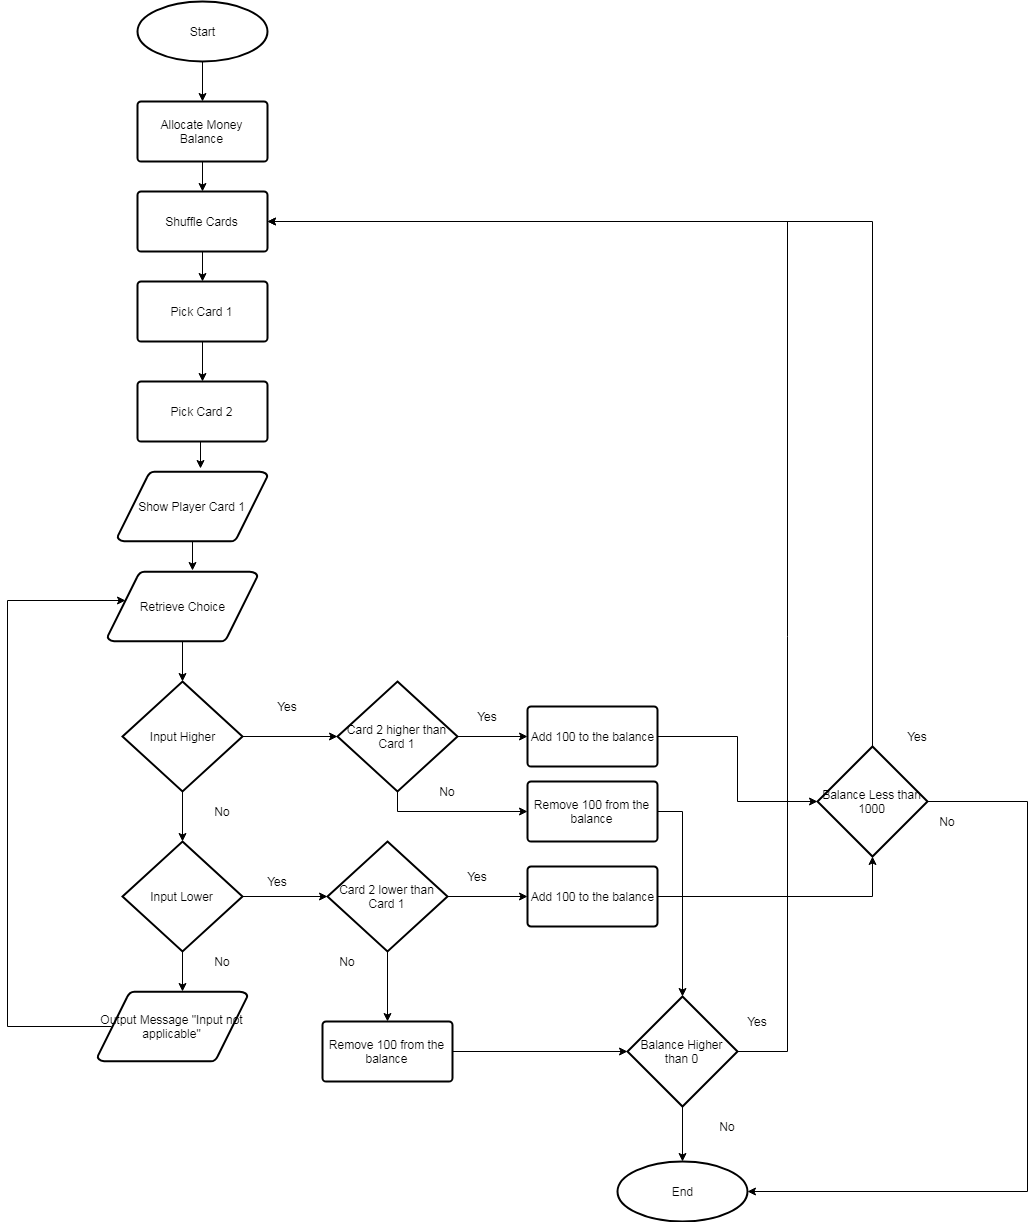 Start
Allocate Money
Balance
Shuffle Cards
Pick Card 1
Pick Card 2
Show Player Card 1
Retrieve Choice
Input Higher
Yes
Card 2 higher than
Card 1
Yes
Add 100 to the balance
No
Remove 100 from the
balance
Balance Less than
1000
Yes
No
No
Input Lower
Yes
Card 2 lower than
Card 1
Yes
Add 100 to the balance
No
No
Output Message "Input not
applicable"
Remove 100 from the
balance
Balance Higher
than 0
Yes
No
End